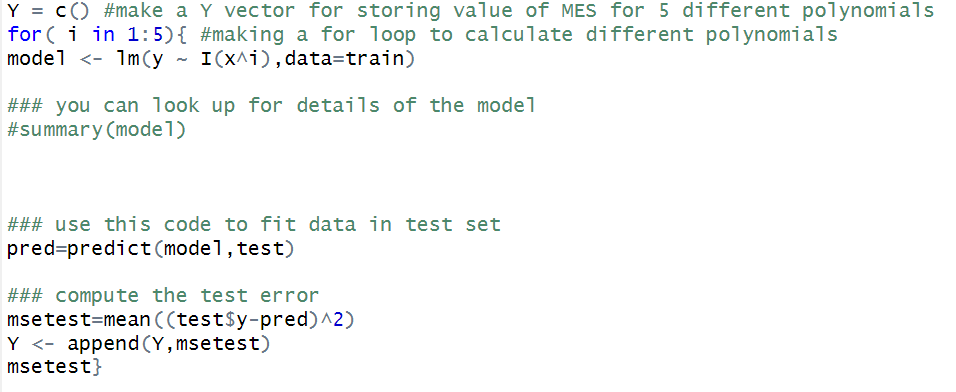 Y = c() #make a Y vector for storing value of MES for 5 different polynomials
for( i in 1:5){ #making a for loop to calculate different polynomials
model <- lm(y ~ I(x^i),data=train)
### you can look up for details of the model
#summary(model)
### use this code to fit data in test set
pred=predict(model,test)
### compute the test error
msetest=mean((test$y-pred)^2)
Y <- append(Y,msetest)
msetest}